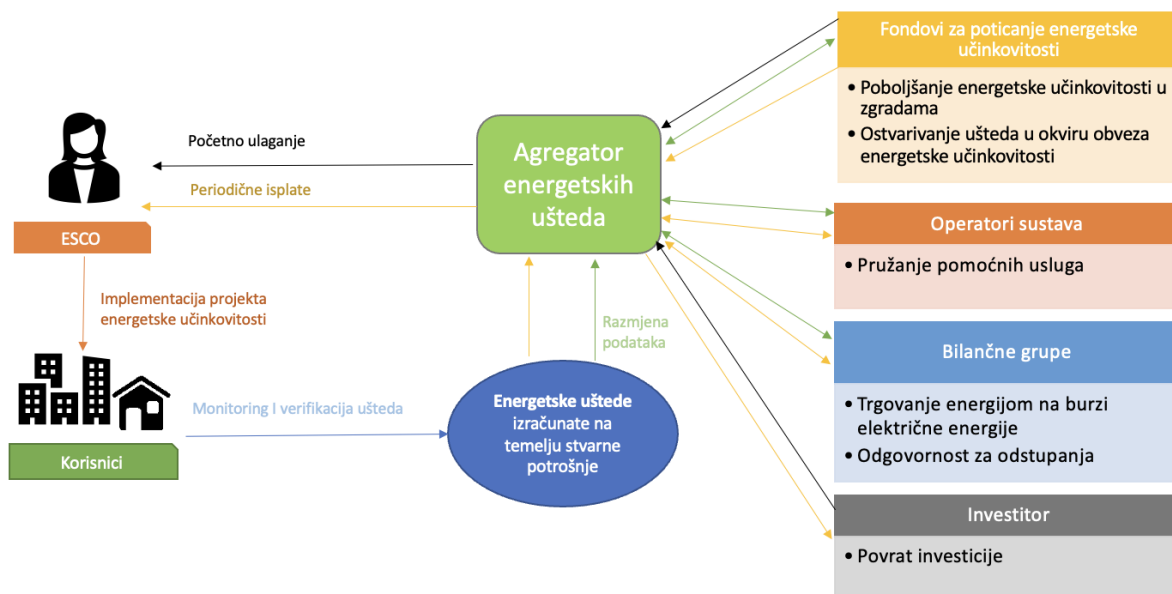 Fondovi za poticanje energetske
učinkovitosti
• Poboljšanje energetske učinkovitosti u
zgradama
• Ostvarivanje ušteda u okviru obveza
energetske učinkovitosti
Početno ulaganje
Agregator
energetskih
ušteda
Periodične isplate
ESCO
Operatori sustava
• Pružanje pomoćnih usluga
Implementacija projekta
energetske učinkovitosti
Razmjena
podataka
Bilančne grupe
• Trgovanje energijom na burzi
električne energije
• Odgovornost za odstupanja
Monitoring I verifikacija ušteda
Energetske uštede
izračunate na
temelju stvarne
potrošnje
Korisnici
Investitor
• Povrat investicije